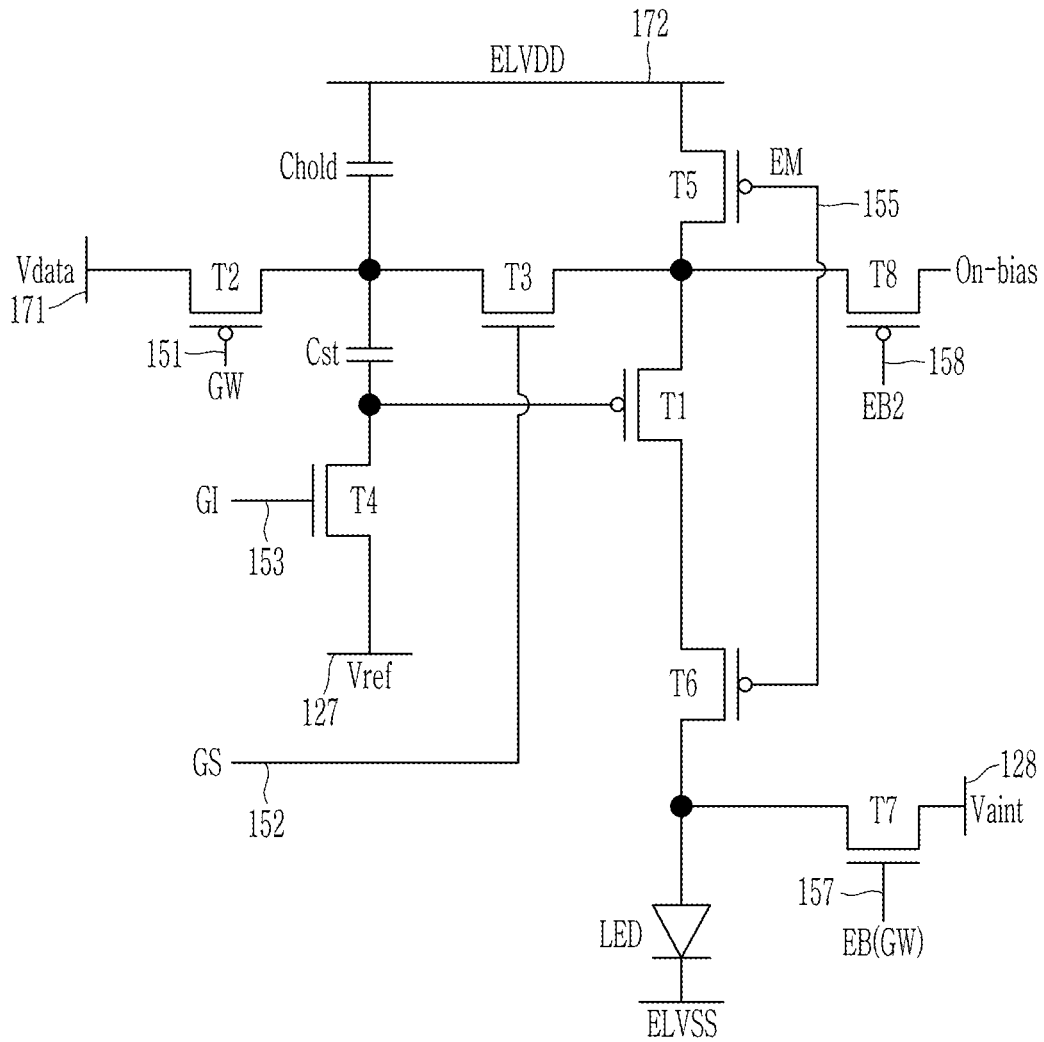 172
ELVDD
Chold
T5
EM
155
Vdata
171
T2
T3
T8
On-bias
151
GW
Cst
T1
158
EB2
GI
153
T4
Vref
127
T6
GS
152
128
T7
Vaint
157
LED
EB(GW)
ELVSS